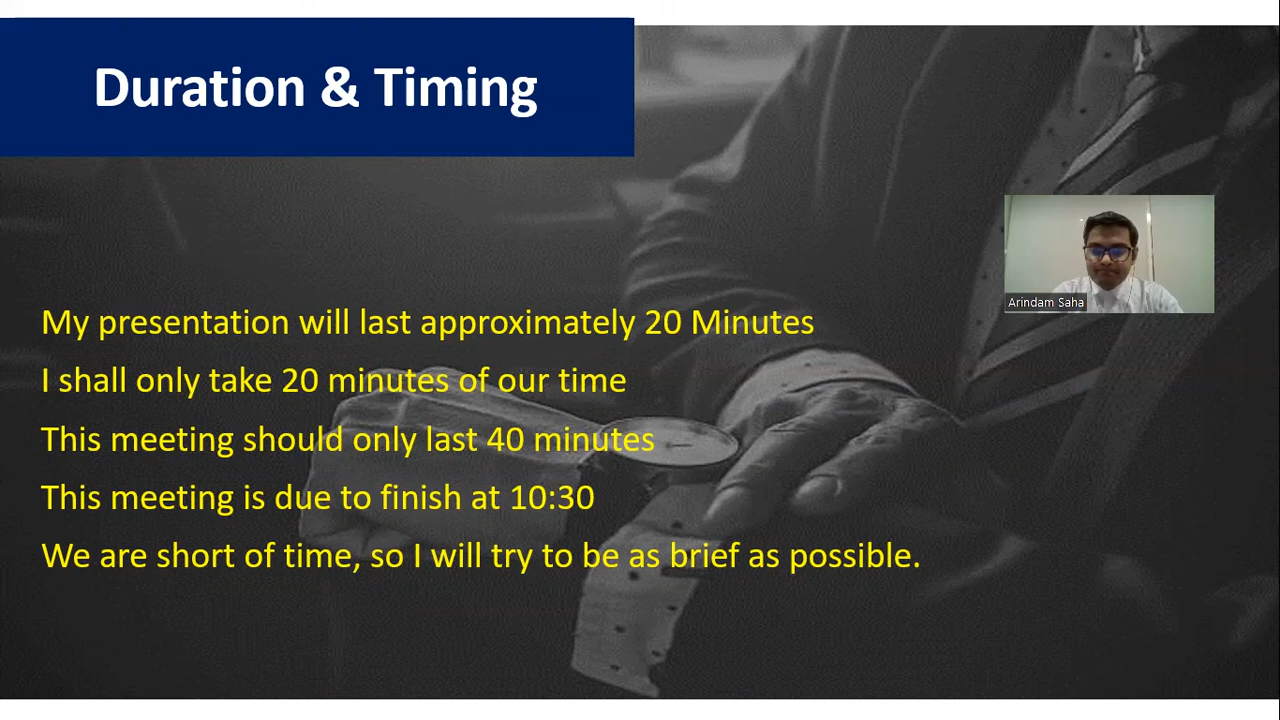 Duration & Timing
Arindam Saha
My presentation will last approximately 20 Minutes
I shall only take 20 minutes of our time
This meeting should only last 40 minutes
This meeting is due to finish at 10:30
We are short of time, so I will try to be as brief as possible.